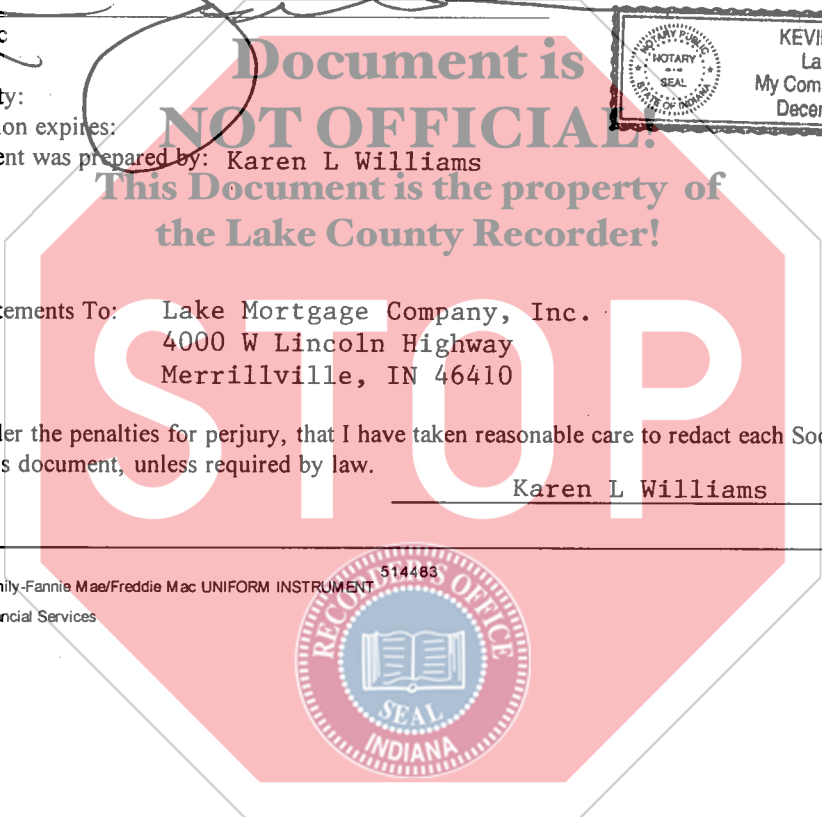 c
KEVI
La
My Com
Decem
NOTARY PUBLIC
NOTARY
SEAL
STATE OF INDIANA
Document is
ty:
on expires:
NOT OFFICIAL!
ent was prepared by: Karen L Williams
This Document is the property of
the Lake County Recorder!
tements To: Lake Mortgage Company, Inc.
4000 W Lincoln Highway
Merrillville, IN 46410
STOP
er the penalties for perjury, that I have taken reasonable care to redact each Soc
s document, unless required by law.
Karen L Williams
514483
ily-Fannie Mae/Freddie Mac UNIFORM INSTRUMENT
ncial Services
RECORDER'S OFFICE
SEAL
INDIANA